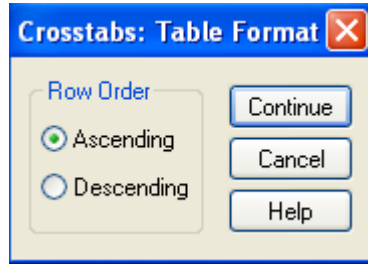 Crosstabs: Table Format
Row Order
Ascending
Descending
Continue
Cancel
Help